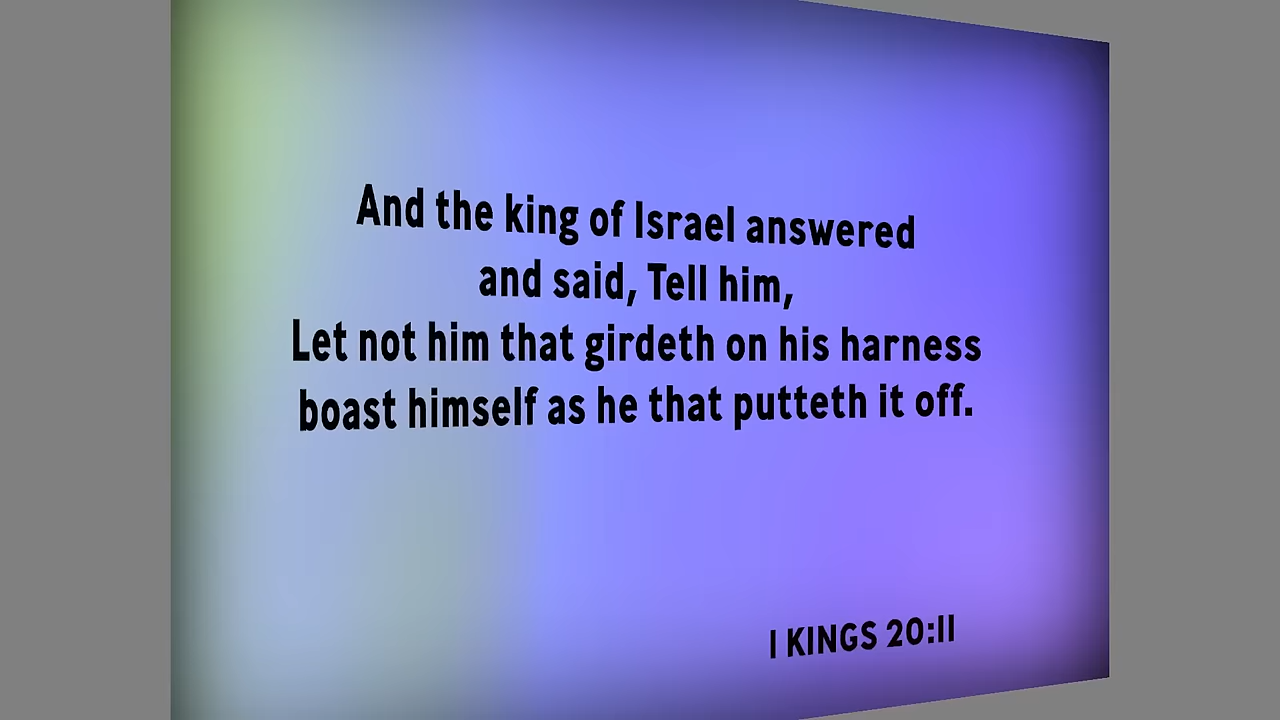 And the king of Israel answered
and said, Tell him,
Let not him that girdeth on his harness
boast himself as he that putteth it off.
I KINGS 20:11